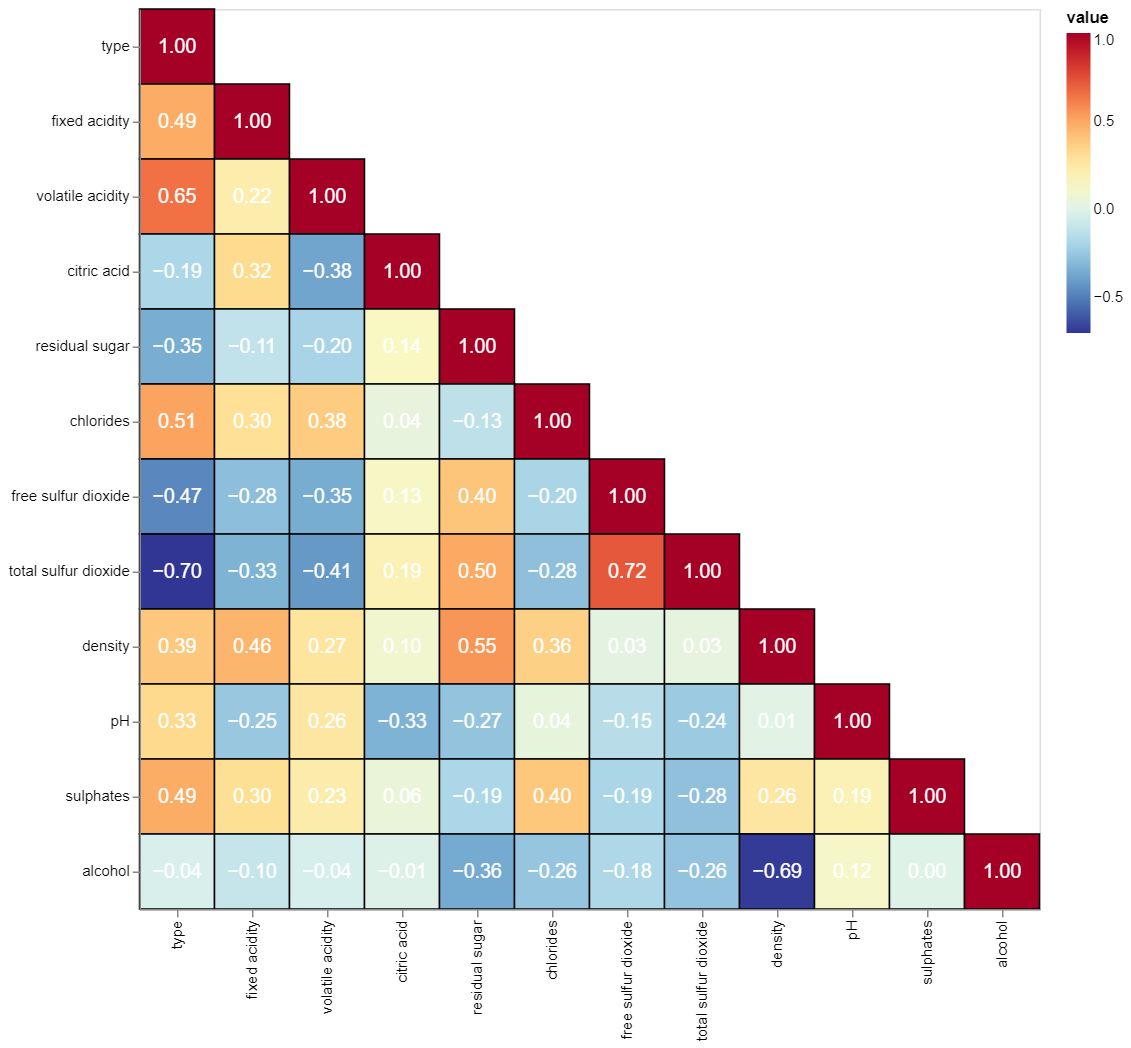 value
1.0
0.5
0.0
−0.5
type 1.00
fixed acidity 0.49 1.00
volatile acidity 0.65 0.22 1.00
citric acid −0.19 0.32 −0.38 1.00
residual sugar −0.35 −0.11 −0.20 0.14 1.00
chlorides 0.51 0.30 0.38 0.04 −0.13 1.00
free sulfur dioxide −0.47 −0.28 −0.35 0.13 0.40 −0.20 1.00
total sulfur dioxide −0.70 −0.33 −0.41 0.19 0.50 −0.28 0.72 1.00
density 0.39 0.46 0.27 0.10 0.55 0.36 0.03 0.03 1.00
pH 0.33 −0.25 0.26 −0.33 −0.27 0.04 −0.15 −0.24 0.01 1.00
sulphates 0.49 0.30 0.23 0.06 −0.19 0.40 −0.19 −0.28 0.26 0.19 1.00
alcohol −0.04 −0.10 −0.04 −0.01 −0.36 −0.26 −0.18 −0.26 −0.69 0.12 0.00 1.00
type
fixed acidity
volatile acidity
citric acid
residual sugar
chlorides
free sulfur dioxide
total sulfur dioxide
density
pH
sulphates
alcohol